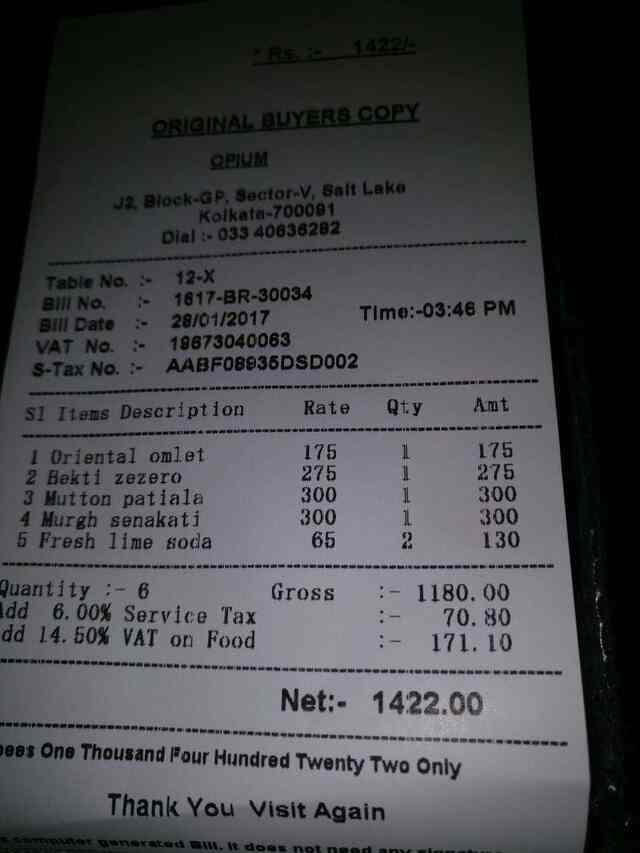 * Rs. :- 1422/-
ORIGINAL BUYERS COPY
OPIUM
J2, Block-GP, Sector-V, Salt Lake
Kolkata-700091
Dial :- 033 40636282
Table No. :- 12-X
Bill No. :- 1617-BR-30034
Bill Date :- 28/01/2017 Time:-03:46 PM
VAT No. :- 19673040063
S-Tax No. :- AABFO8935DSD002
Sl Items Description Rate Qty Amt
1 Oriental omlet 175 1 175
2 Bekti zezero 275 1 275
3 Mutton patiala 300 1 300
4 Murgh senakati 300 1 300
5 Fresh lime soda 65 2 130
Quantity :- 6 Gross :- 1180.00
Add 6.00% Service Tax :- 70.80
dd 14.50% VAT on Food :- 171.10
Net:- 1422.00
ees One Thousand Four Hundred Twenty Two Only
Thank You Visit Again
computer generated Bill. It does not need any